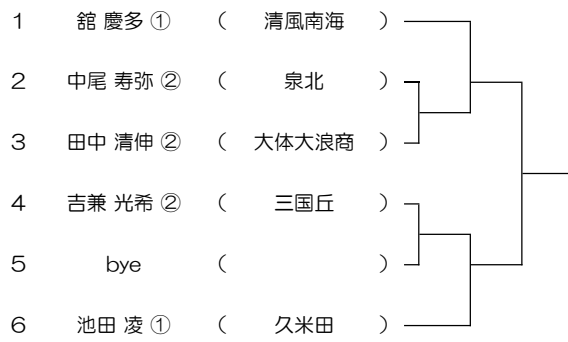 1 舘 慶多 ① （ 清風南海 ）
2 中尾 寿弥 ② （ 泉北 ）
3 田中 清伸 ② （ 大体大浪商 ）
4 吉兼 光希 ② （ 三国丘 ）
5 bye （ ）
6 池田 凌 ① （ 久米田 ）